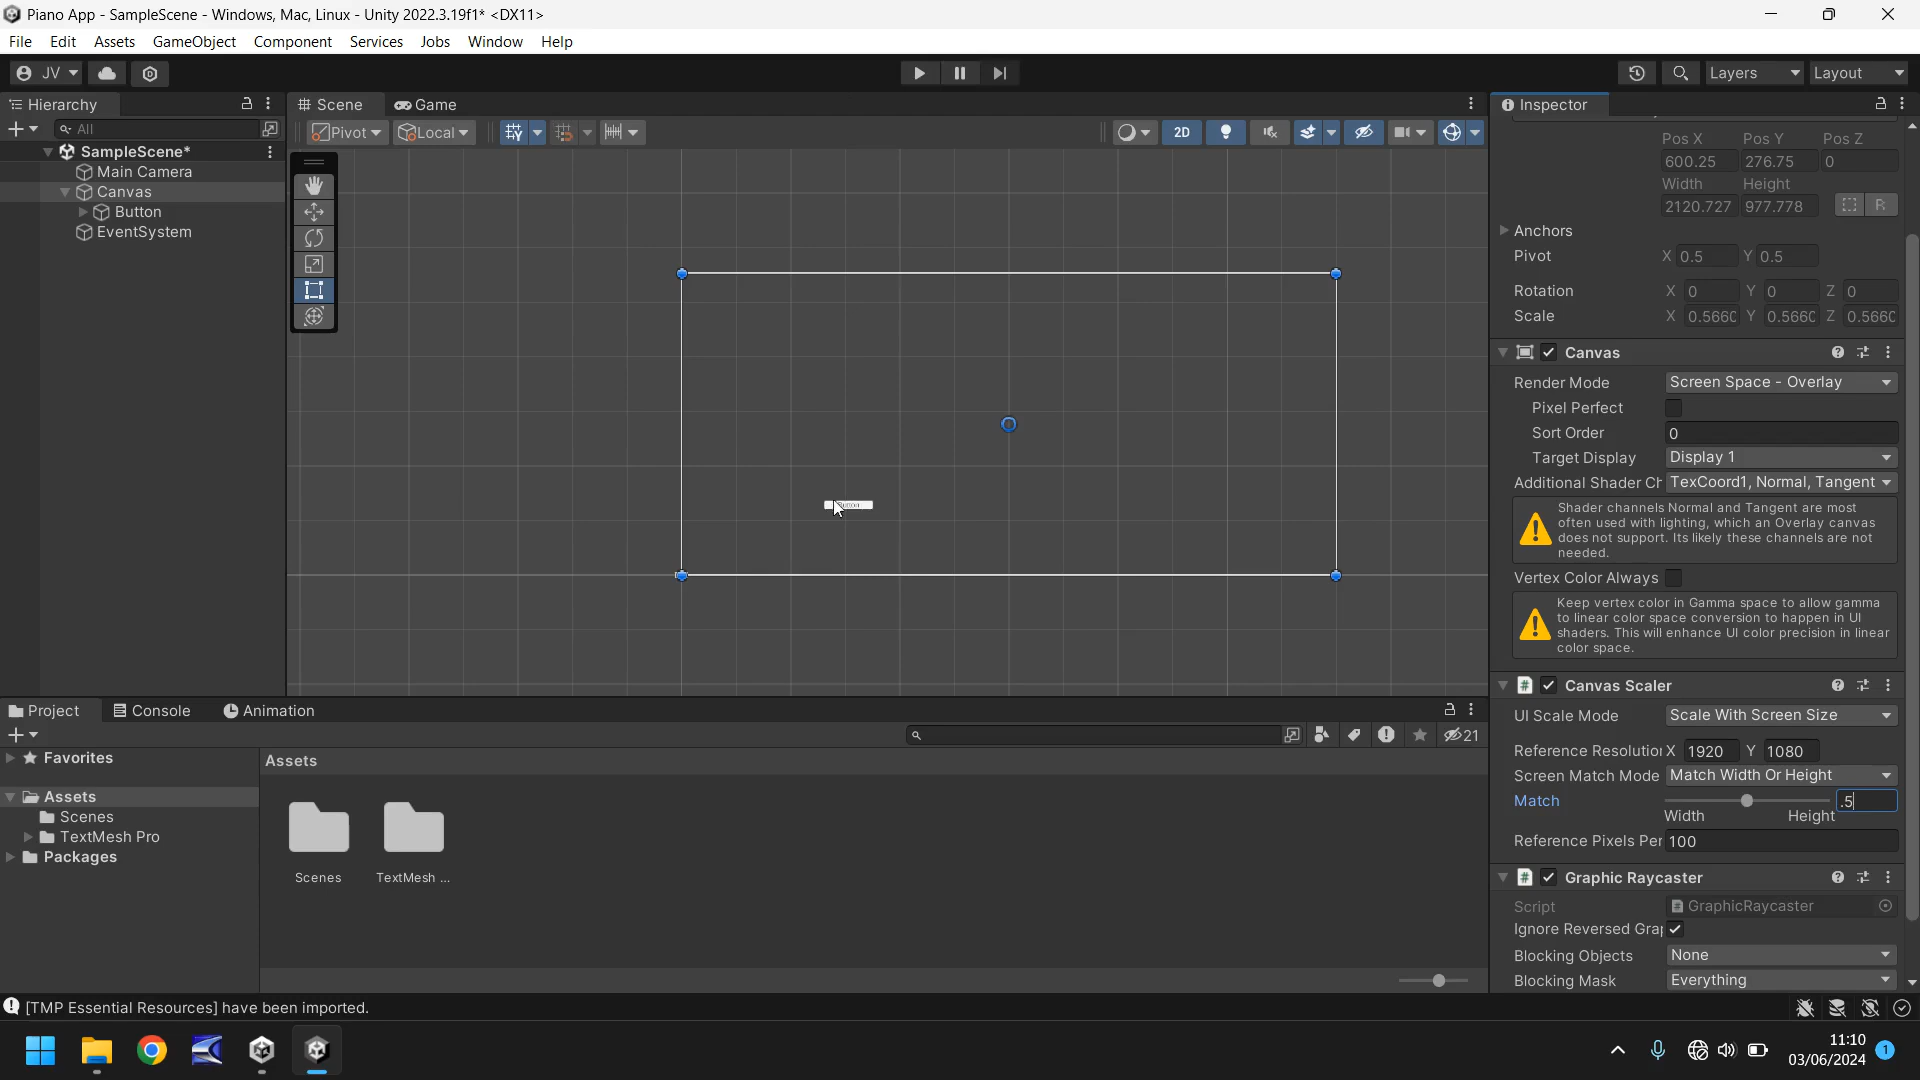 Piano App - SampleScene - Windows, Mac, Linux - Unity 2022.3.19f1* <DX11>
File Edit Assets GameObject Component Services Jobs Window Help
JV Layers Layout
Hierarchy Scene Game Inspector
All Pivot Local 2D
SampleScene*
Main Camera
Canvas
Button
EventSystem
Button
Pos X Pos Y Pos Z
600.25 276.75 0
Width Height
2120.727 977.778 R
Anchors
Pivot X 0.5 Y 0.5
Rotation X 0 Y 0 Z 0
Scale X 0.566 Y 0.566 Z 0.566
Canvas
Render Mode Screen Space - Overlay
Pixel Perfect
Sort Order 0
Target Display Display 1
Additional Shader Ch TexCoord1, Normal, Tangent
Shader channels Normal and Tangent are most
often used with lighting, which an Overlay canvas
does not support. Its likely these channels are not
needed.
Vertex Color Always
Keep vertex color in Gamma space to allow gamma
to linear color space conversion to happen in UI
shaders. This will enhance UI color precision in linear
color space.
Canvas Scaler
UI Scale Mode Scale With Screen Size
Reference Resolution X 1920 Y 1080
Screen Match Mode Match Width Or Height
Match .5
Width Height
Reference Pixels Per 100
Graphic Raycaster
Script GraphicRaycaster
Ignore Reversed Gra
Blocking Objects None
Blocking Mask Everything
Project Console Animation
21
Favorites
Assets
Scenes
TextMesh Pro
Packages
Assets
Scenes TextMesh ...
[TMP Essential Resources] have been imported.
11:10
03/06/2024
1